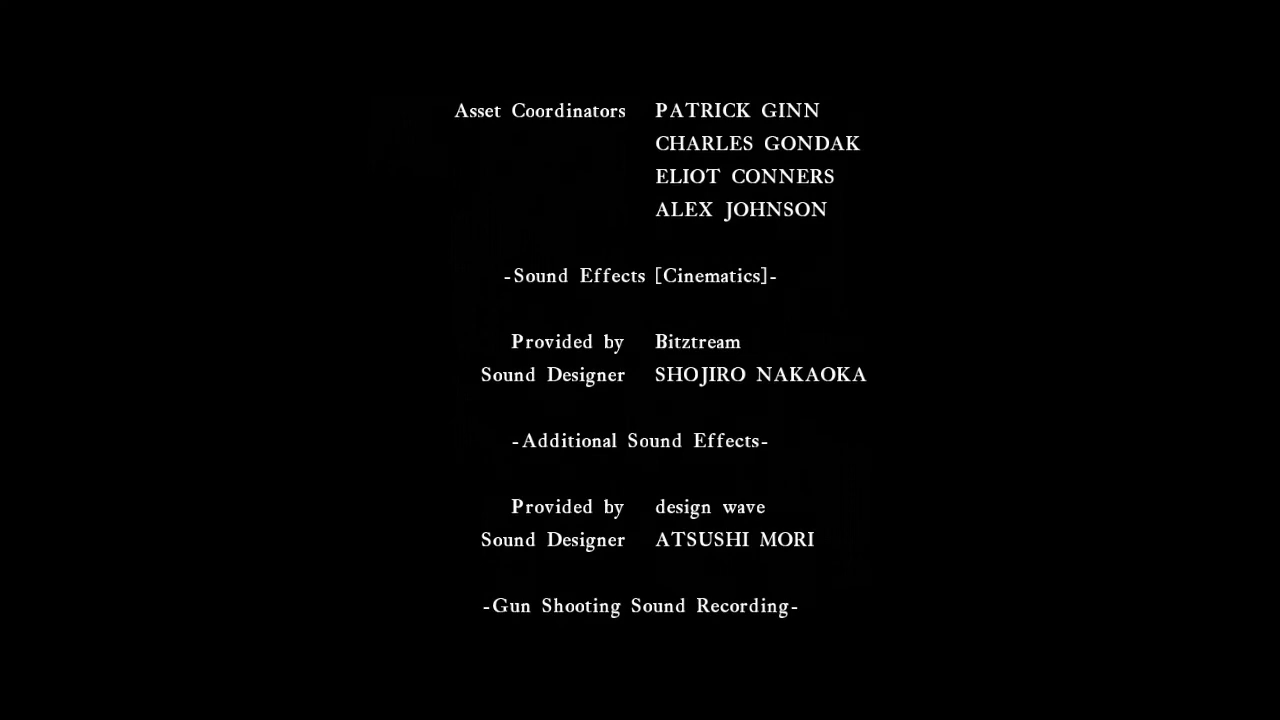 Asset Coordinators PATRICK GINN
CHARLES GONDAK
ELIOT CONNERS
ALEX JOHNSON
-Sound Effects [Cinematics]-
Provided by Bitztream
Sound Designer SHOJIRO NAKAOKA
-Additional Sound Effects-
Provided by design wave
Sound Designer ATSUSHI MORI
-Gun Shooting Sound Recording-